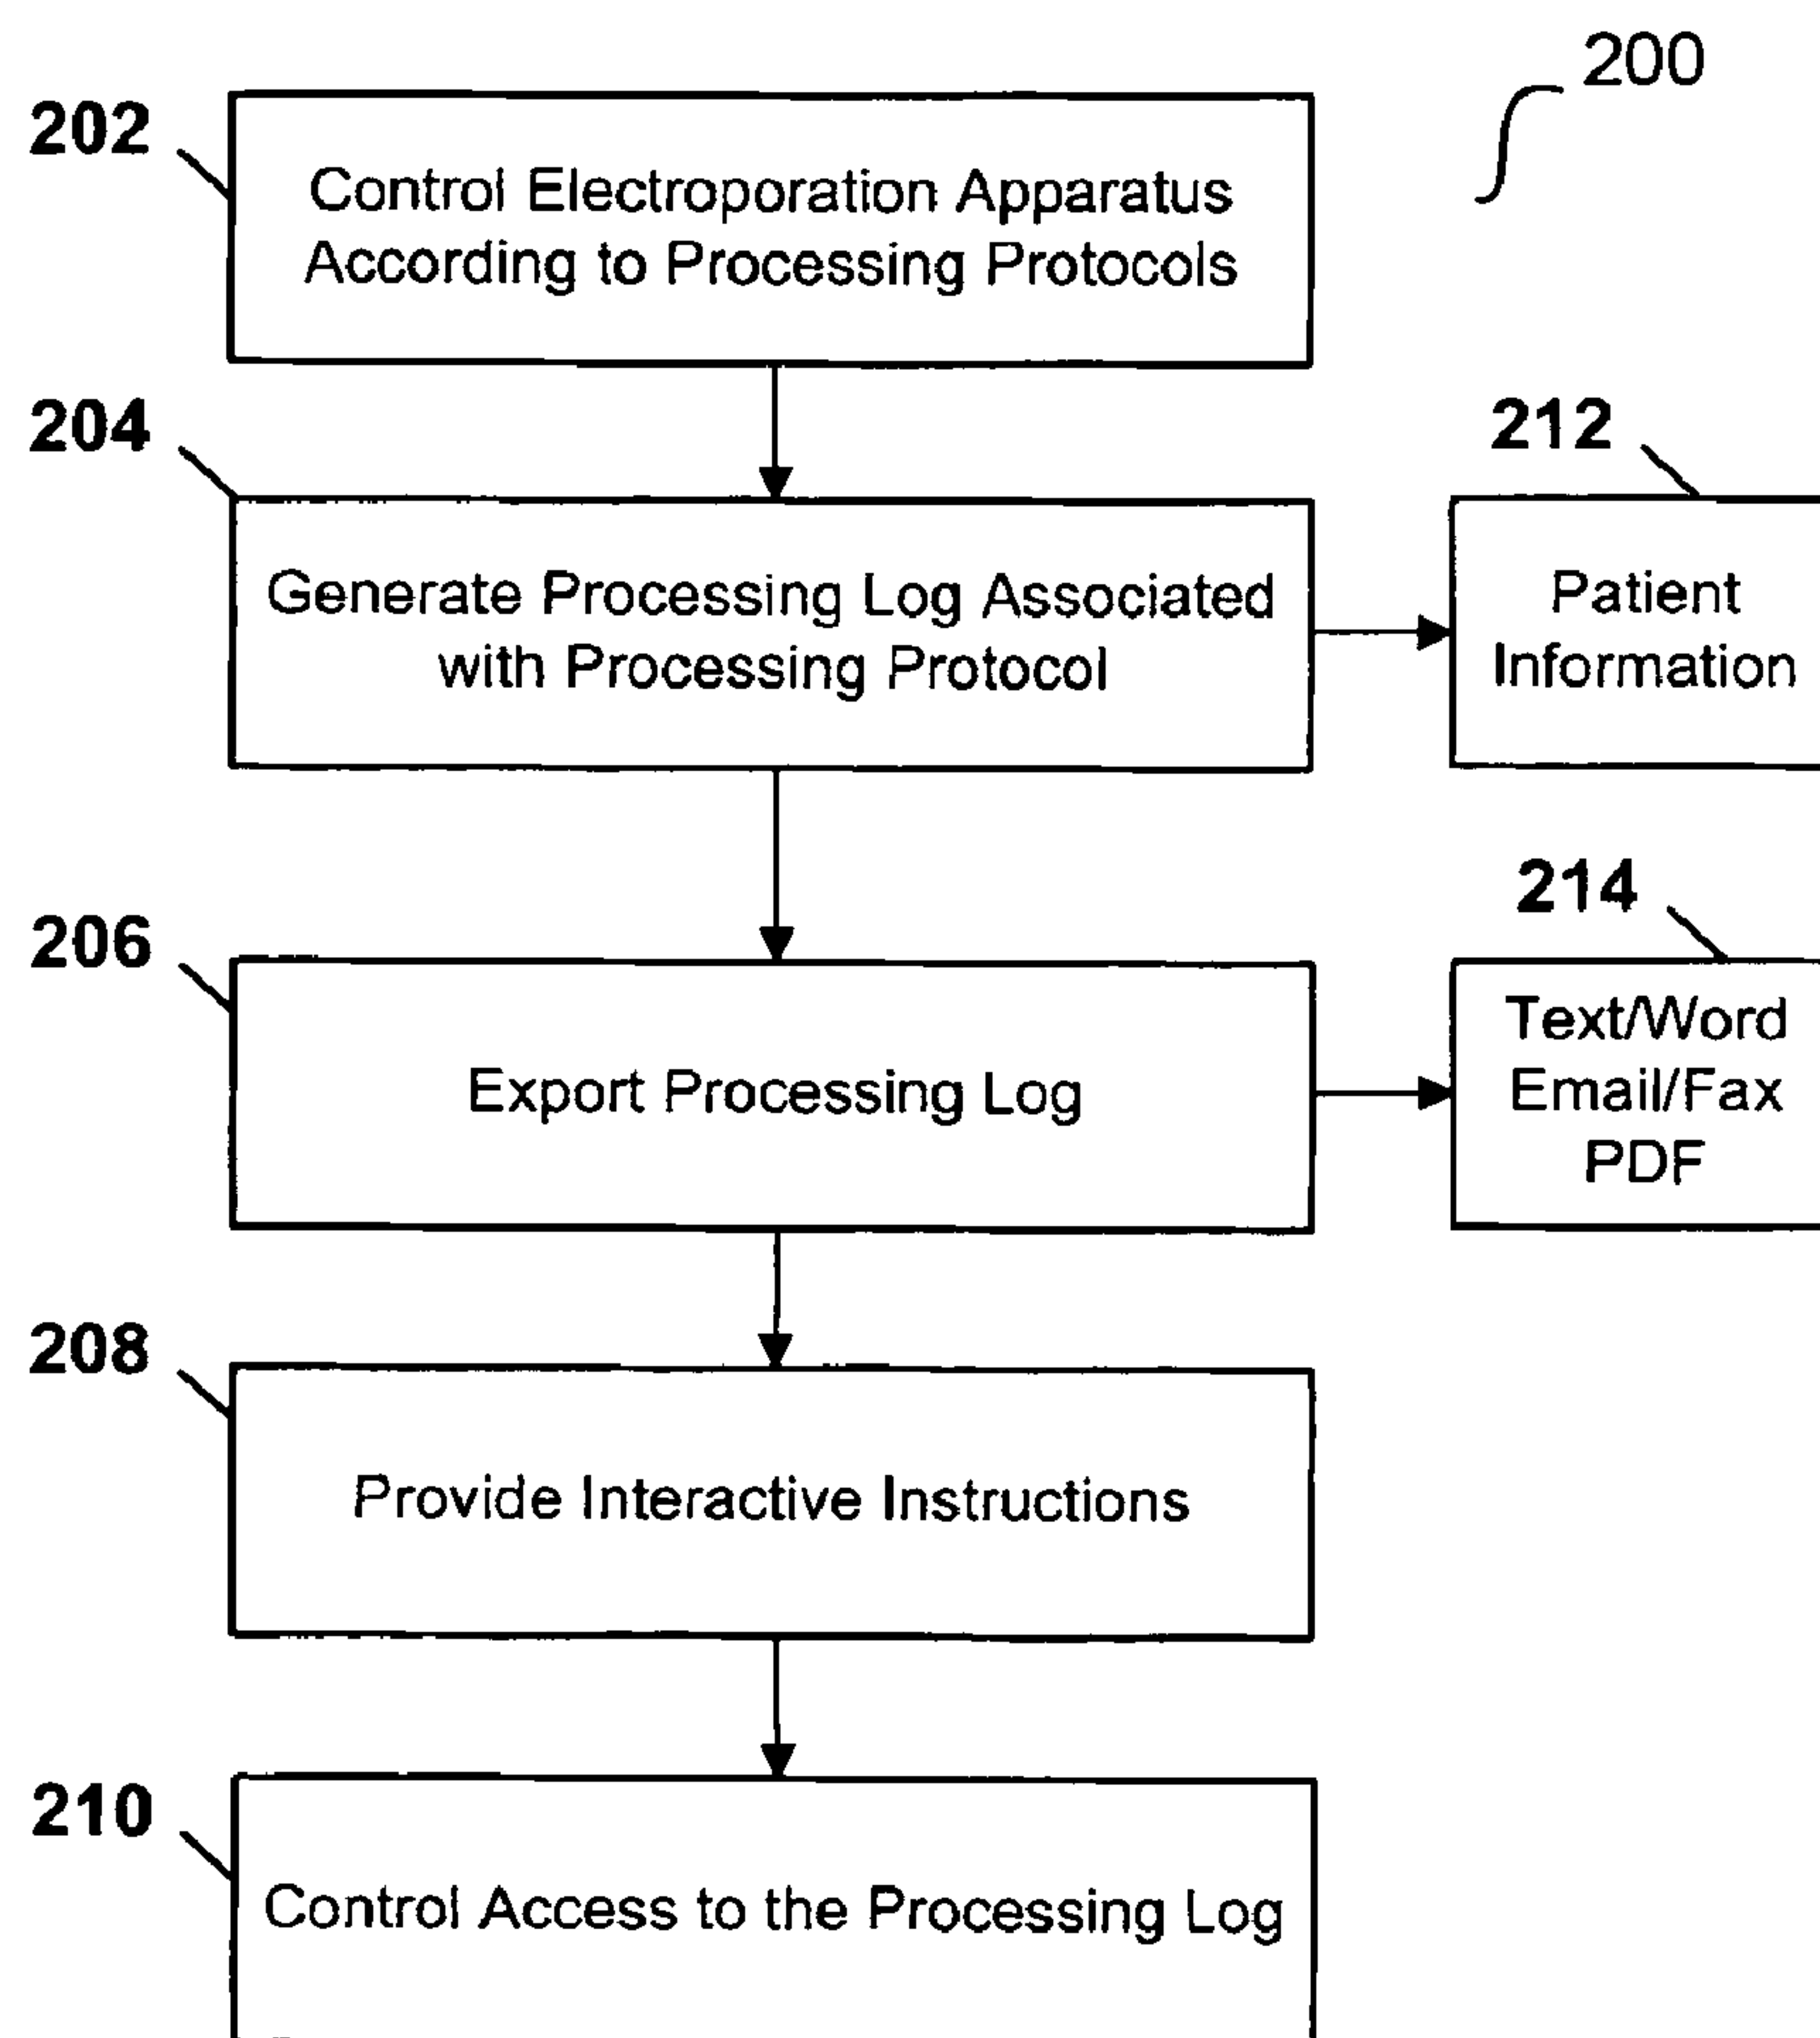 200
202
Control Electroporation Apparatus
According to Processing Protocols
204
Generate Processing Log Associated
with Processing Protocol
212
Patient
Information
206
Export Processing Log
214
Text/Word
Email/Fax
PDF
208
Provide Interactive Instructions
210
Control Access to the Processing Log